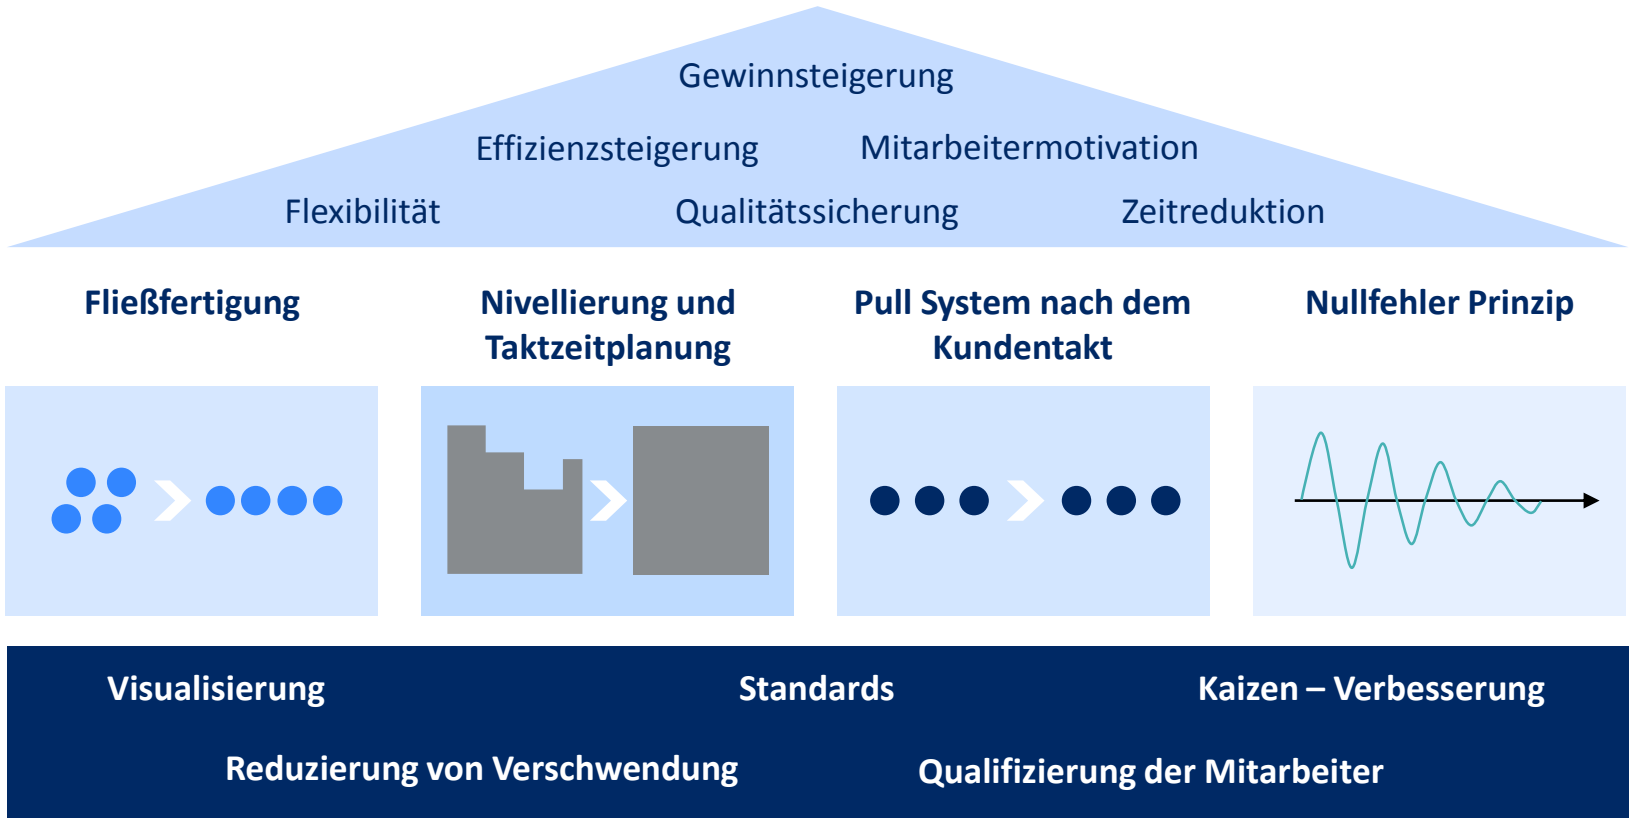 Gewinnsteigerung
Effizienzsteigerung
Mitarbeitermotivation
Flexibilität
Qualitätssicherung
Zeitreduktion
Fließfertigung
Nivellierung und
Taktzeitplanung
Pull System nach dem
Kundentakt
Nullfehler Prinzip
Visualisierung
Standards
Kaizen – Verbesserung
Reduzierung von Verschwendung
Qualifizierung der Mitarbeiter